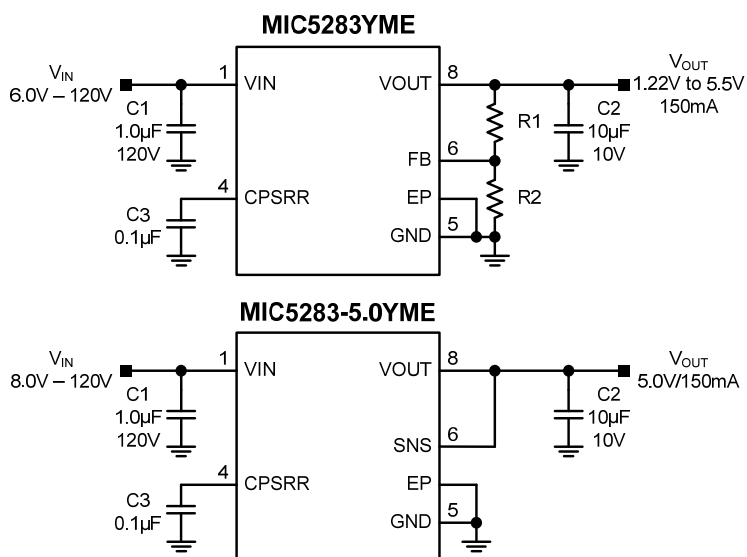 MIC5283YME
VIN
6.0V – 120V
1
VIN
VOUT
8
VOUT
1.22V to 5.5V
150mA
C1
1.0µF
120V
R1
C2
10µF
10V
FB
6
4
CPSRR
EP
R2
C3
0.1µF
GND
5
MIC5283-5.0YME
VIN
8.0V – 120V
1
VIN
VOUT
8
VOUT
5.0V/150mA
C1
1.0µF
120V
C2
10µF
10V
SNS
6
4
CPSRR
EP
C3
0.1µF
GND
5